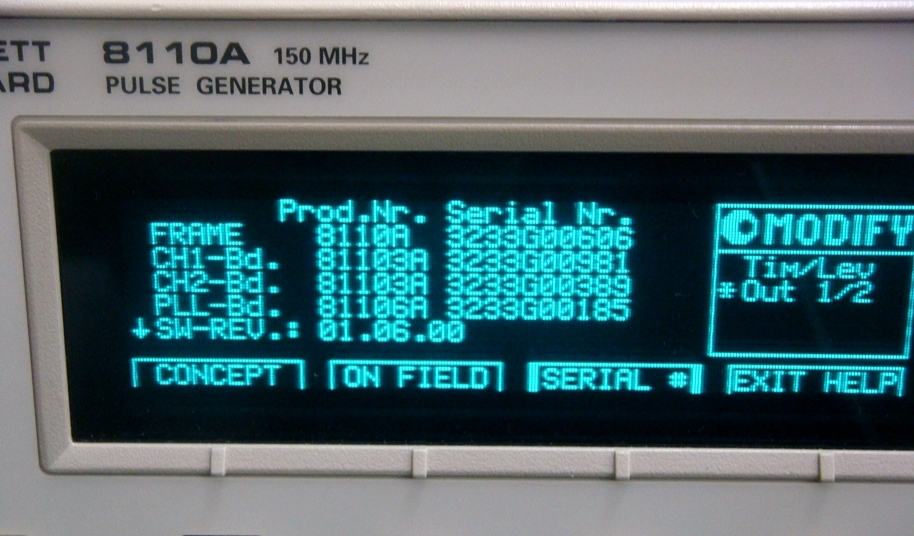 ETT 8110A 150 MHz
ARD PULSE GENERATOR
Prod.Nr. Serial Nr.
FRAME 8110A 3233G00606
CH1-Bd. 81103A 3233G00981
CH2-Bd. 81103A 3233G00389
PLL-Bd. 81106A 3233G00185
↓SW-REV.: 01.06.00
MODIFY
Tim/Lev
*Out 1/2
CONCEPT ON FIELD SERIAL # EXIT HELP